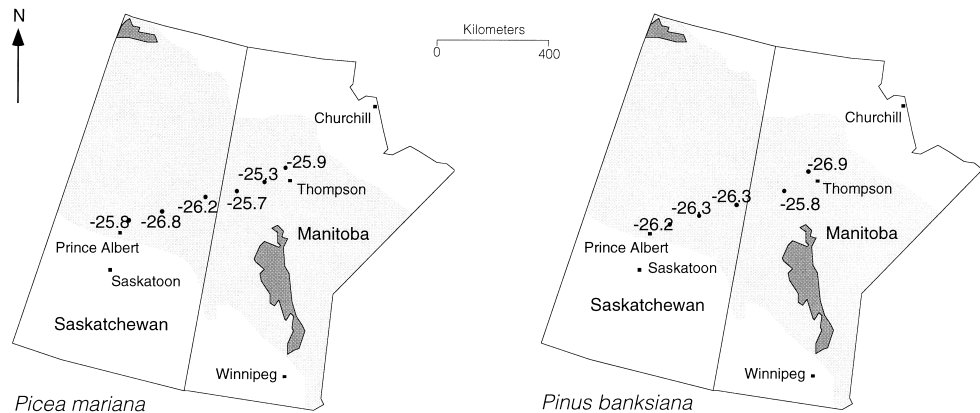 N
Kilometers
0 400
Churchill
-25.9
-25.3
Thompson
-26.2
-25.7
-25.8
-26.8
Manitoba
Prince Albert
Saskatoon
Saskatchewan
Winnipeg
Picea mariana
Churchill
-26.9
Thompson
-26.3
-25.8
-26.3
-26.2
Manitoba
Prince Albert
Saskatoon
Saskatchewan
Winnipeg
Pinus banksiana